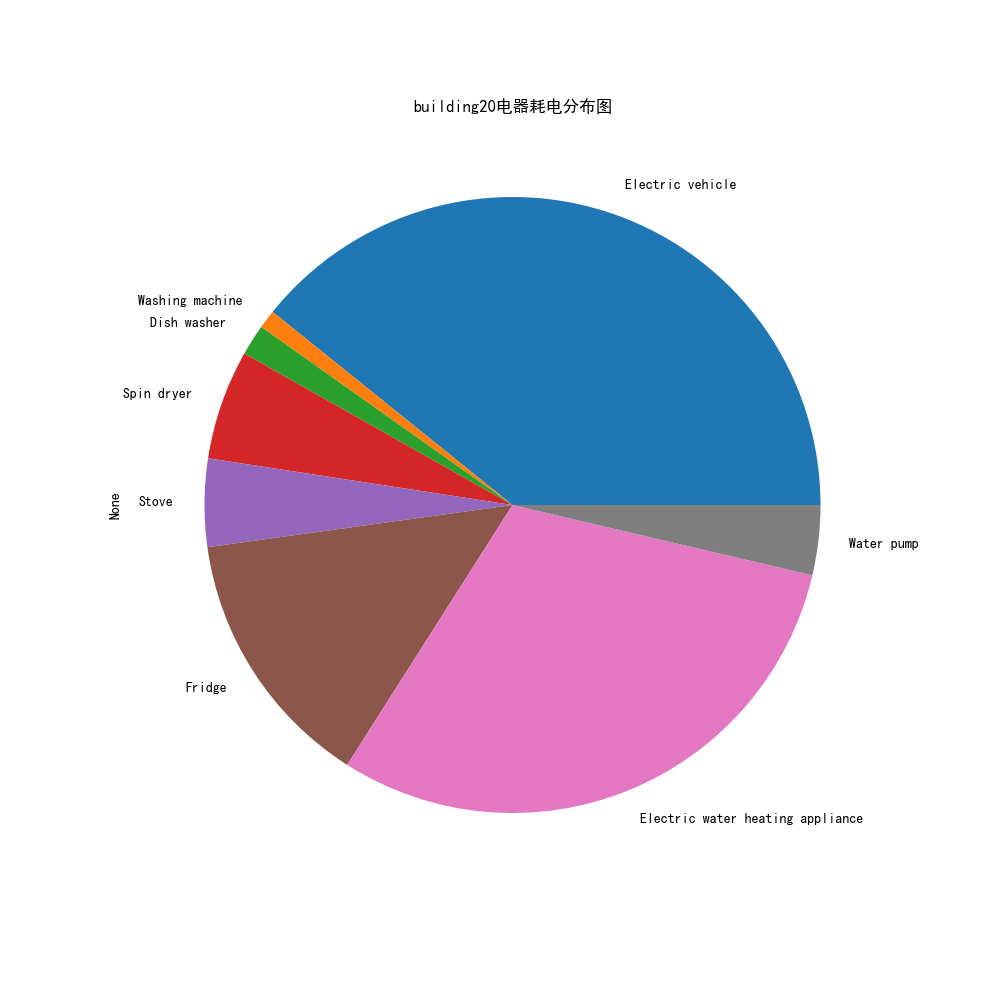 building20电器耗电分布图
Electric vehicle
Washing machine
Dish washer
Spin dryer
Stove
None
Water pump
Fridge
Electric water heating appliance